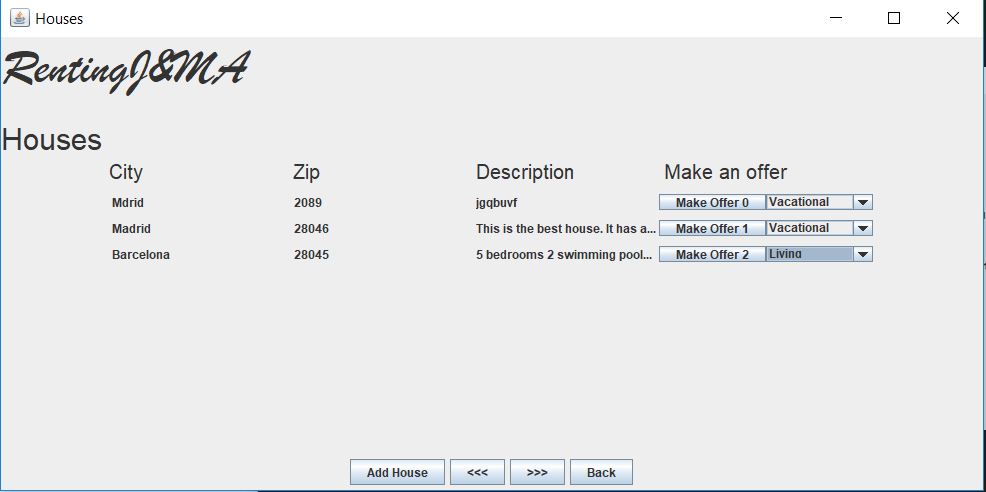 Houses
RentingJ&MA
Houses
City Zip Description Make an offer
Mdrid 2089 jgqbuvf Make Offer 0 Vacational
Madrid 28046 This is the best house. It has a... Make Offer 1 Vacational
Barcelona 28045 5 bedrooms 2 swimming pool... Make Offer 2 Living
Add House <<< >>> Back